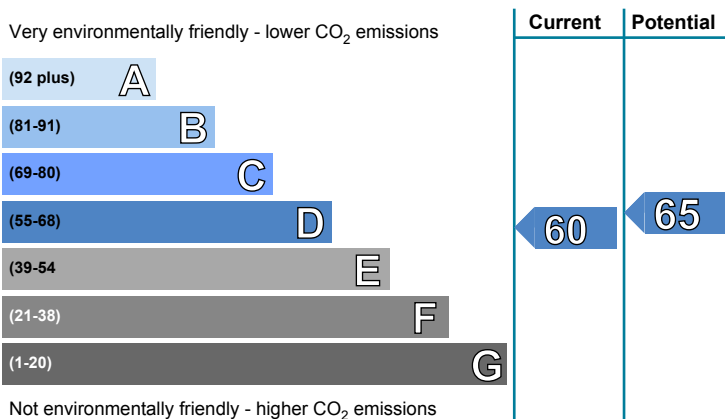 Very environmentally friendly - lower CO2 emissions
Current
Potential
(92 plus) A
(81-91) B
(69-80) C
(55-68) D
60
65
(39-54 E
(21-38) F
(1-20) G
Not environmentally friendly - higher CO2 emissions